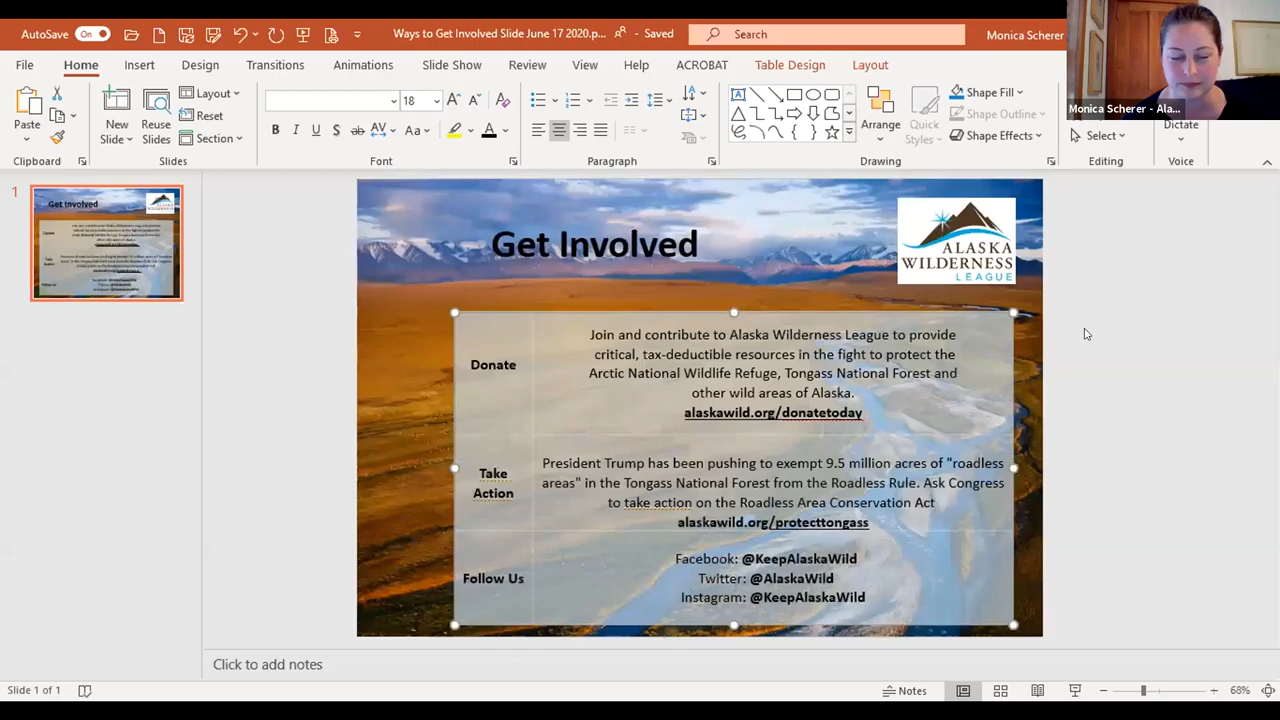 AutoSave On Ways to Get Involved Slide June 17 2020.p... - Saved Search Monica Scherer
File Home Insert Design Transitions Animations Slide Show Review View Help ACROBAT Table Design Layout
Monica Scherer - Ala...
Paste New Slide Reuse Slides Layout Reset Section 18 Arrange Quick Styles Shape Fill Shape Outline Shape Effects Select Dictate
Clipboard Slides Font Paragraph Drawing Editing Voice
1
Get Involved
ALASKA
WILDERNESS
LEAGUE
Donate
Join and contribute to Alaska Wilderness League to provide
critical, tax-deductible resources in the fight to protect the
Arctic National Wildlife Refuge, Tongass National Forest and
other wild areas of Alaska.
alaskawild.org/donatetoday
Take
Action
President Trump has been pushing to exempt 9.5 million acres of "roadless
areas" in the Tongass National Forest from the Roadless Rule. Ask Congress
to take action on the Roadless Area Conservation Act
alaskawild.org/protecttongass
Follow Us
Facebook: @KeepAlaskaWild
Twitter: @AlaskaWild
Instagram: @KeepAlaskaWild
Click to add notes
Slide 1 of 1 Notes 68%